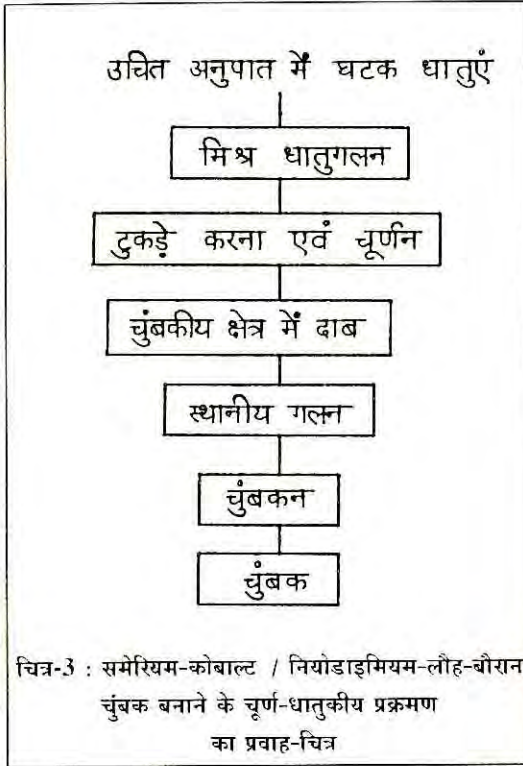 उचित अनुपात में घटक धातुएं
मिश्र धातुगलन
टुकड़े करना एवं चूर्णन
चुंबकीय क्षेत्र में दाब
स्थानीय गलन
चुंबकन
चुंबक
चित्र-3 : समेरियम-कोबाल्ट / नियोडाइमियम-लौह-बौरान
चुंबक बनाने के चूर्ण-धातुकीय प्रक्रमण
का प्रवाह-चित्र